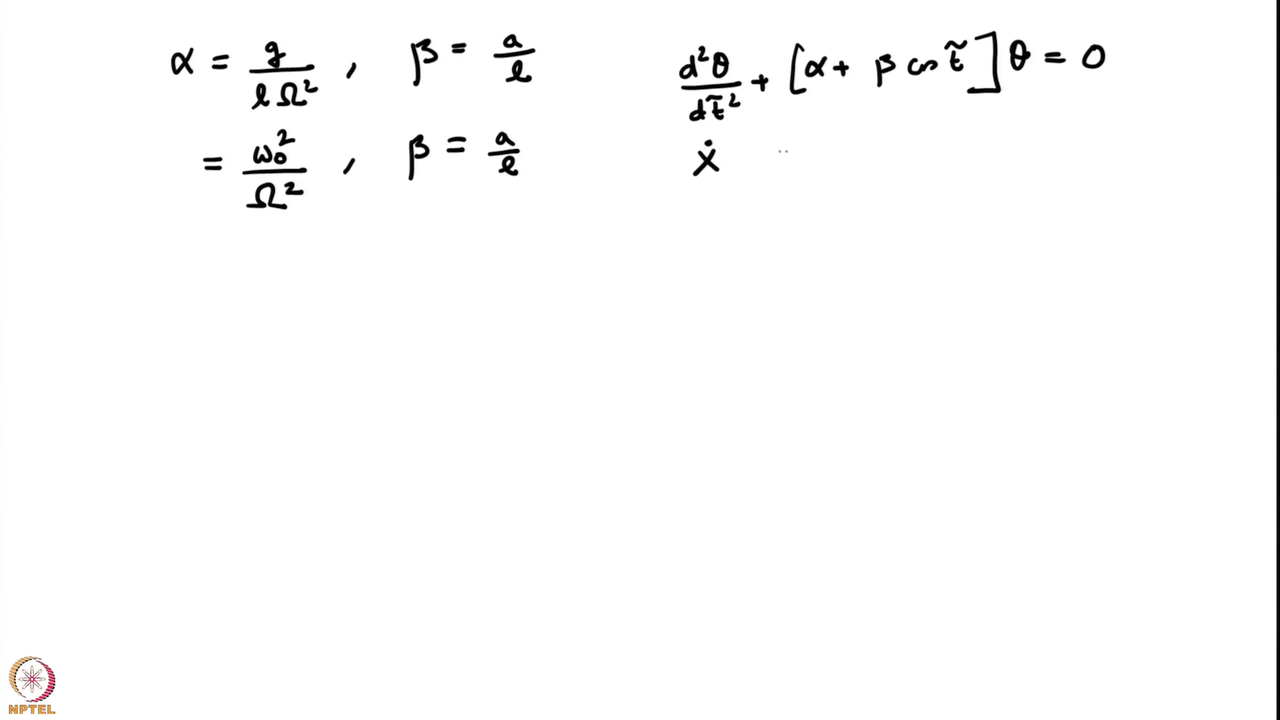 α = g/(lΩ²) , β = a/l    d²θ/dt̃² + [α + β cos t̃] θ = 0
= ω₀²/Ω² , β = a/l    ẋ
NPTEL